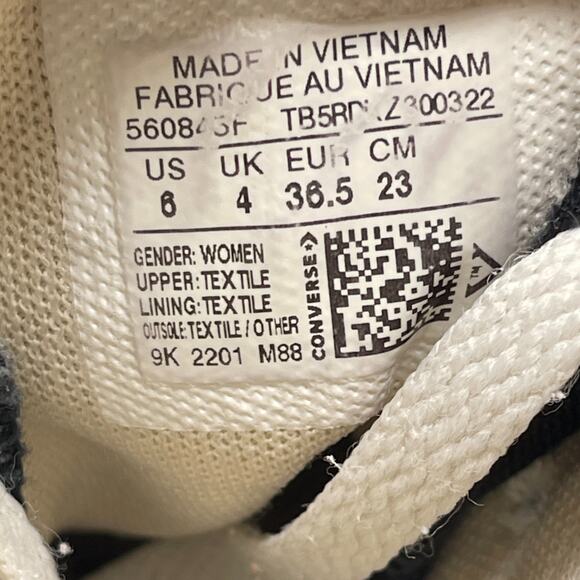 MADE IN VIETNAM
FABRIQUE AU VIETNAM
US UK EUR CM
6 4 36.5 23
GENDER: WOMEN
UPPER: TEXTILE
LINING: TEXTILE
OUTSOLE: TEXTILE / OTHER
9K 2201 M88
CONVERSE
TM